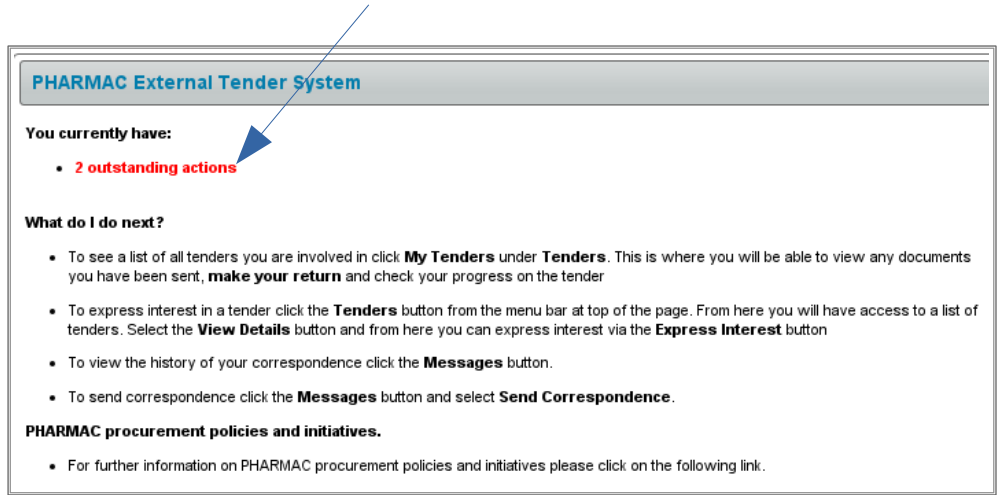 PHARMAC External Tender System
You currently have:
• 2 outstanding actions
What do I do next?
• To see a list of all tenders you are involved in click My Tenders under Tenders. This is where you will be able to view any documents
you have been sent, make your return and check your progress on the tender
• To express interest in a tender click the Tenders button from the menu bar at top of the page. From here you will have access to a list of
tenders. Select the View Details button and from here you can express interest via the Express Interest button
• To view the history of your correspondence click the Messages button.
• To send correspondence click the Messages button and select Send Correspondence.
PHARMAC procurement policies and initiatives.
• For further information on PHARMAC procurement policies and initiatives please click on the following link.